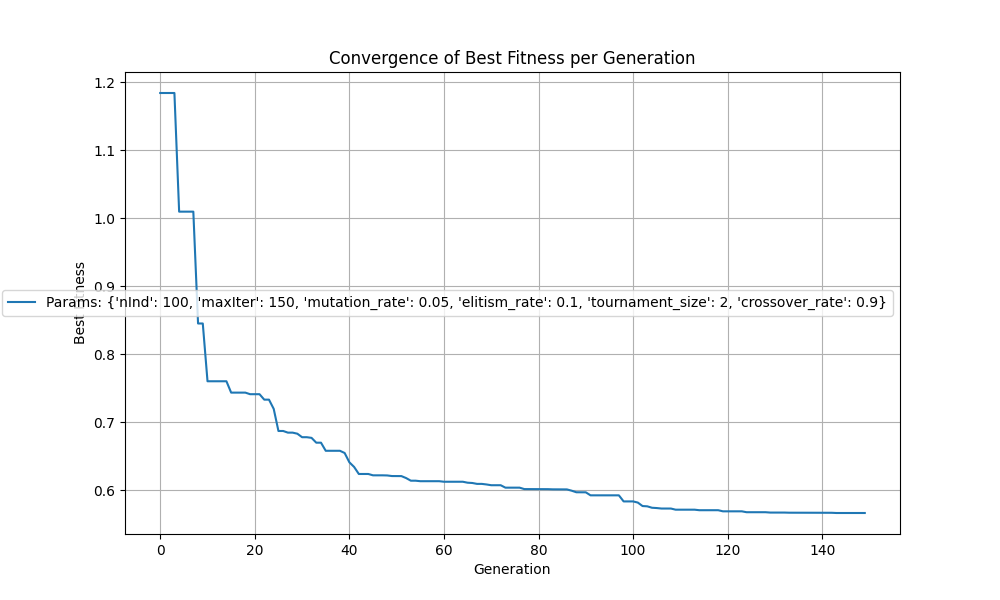 Convergence of Best Fitness per Generation
1.2
1.1
1.0
0.9
0.8
0.7
0.6
Best
ness
Params: {'nInd': 100, 'maxIter': 150, 'mutation_rate': 0.05, 'elitism_rate': 0.1, 'tournament_size': 2, 'crossover_rate': 0.9}
0 20 40 60 80 100 120 140
Generation